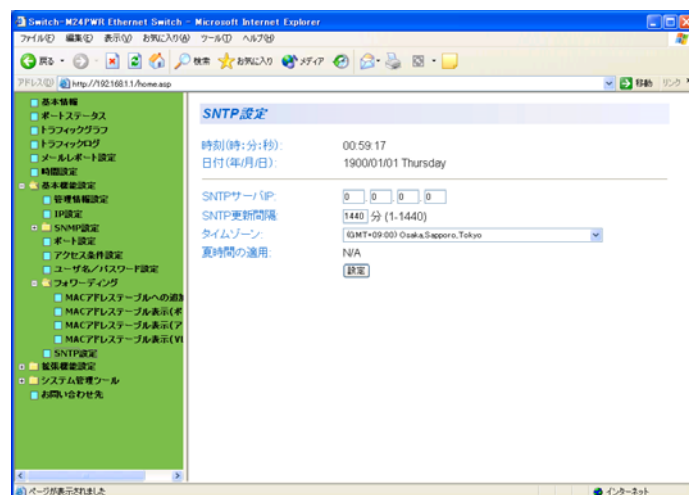 Switch-M24PWR Ethernet Switch - Microsoft Internet Explorer
ファイル(F) 編集(E) 表示(V) お気に入り(A) ツール(T) ヘルプ(H)
戻る 検索 お気に入り メディア
アドレス(D) http://192.168.1.1/home.asp 移動 リンク
基本情報
ポートステータス
トラフィックグラフ
トラフィックログ
メールレポート設定
時間設定
基本機能設定
管理情報設定
IP設定
SNMP設定
ポート設定
アクセス条件設定
ユーザ名/パスワード設定
フォワーディング
MACアドレステーブルへの追加
MACアドレステーブル表示(ポ
MACアドレステーブル表示(ア
MACアドレステーブル表示(VL
SNTP設定
拡張機能設定
システム管理ツール
お問い合わせ先
SNTP設定
時刻(時:分:秒): 00:59:17
日付(年/月/日): 1900/01/01 Thursday
SNTPサーバIP: 0 . 0 . 0 . 0
SNTP更新間隔: 1440 分 (1-1440)
タイムゾーン: (GMT+09:00) Osaka,Sapporo,Tokyo
夏時間の適用: N/A
設定
ページが表示されました インターネット